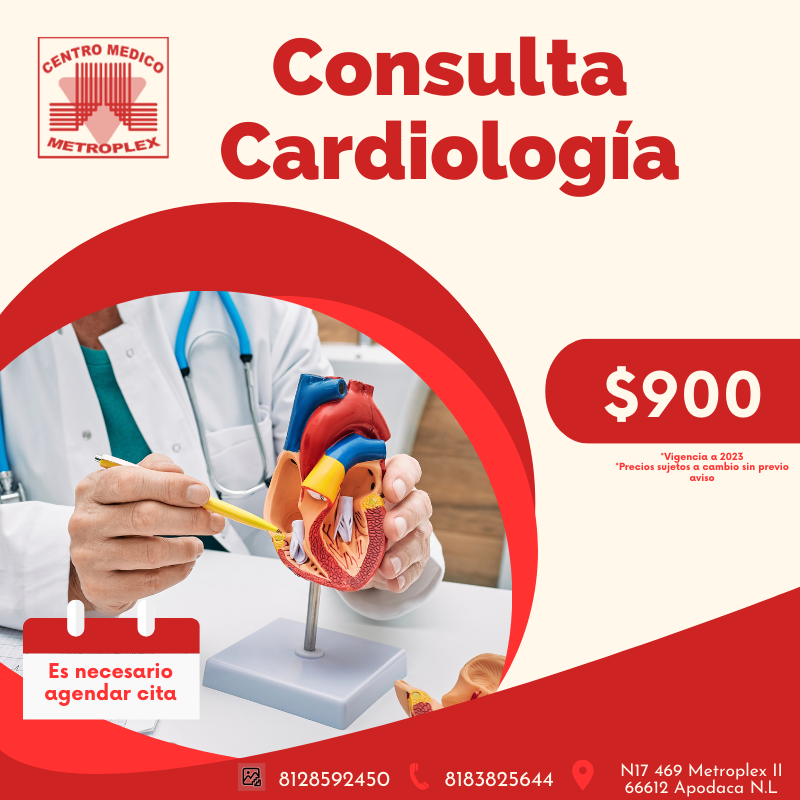 CENTRO MEDICO
METROPLEX
Consulta
Cardiología
$900
*Vigencia a 2023
*Precios sujetos a cambio sin previo
aviso
Es necesario
agendar cita
8128592450
8183825644
N17 469 Metroplex II
66612 Apodaca N.L